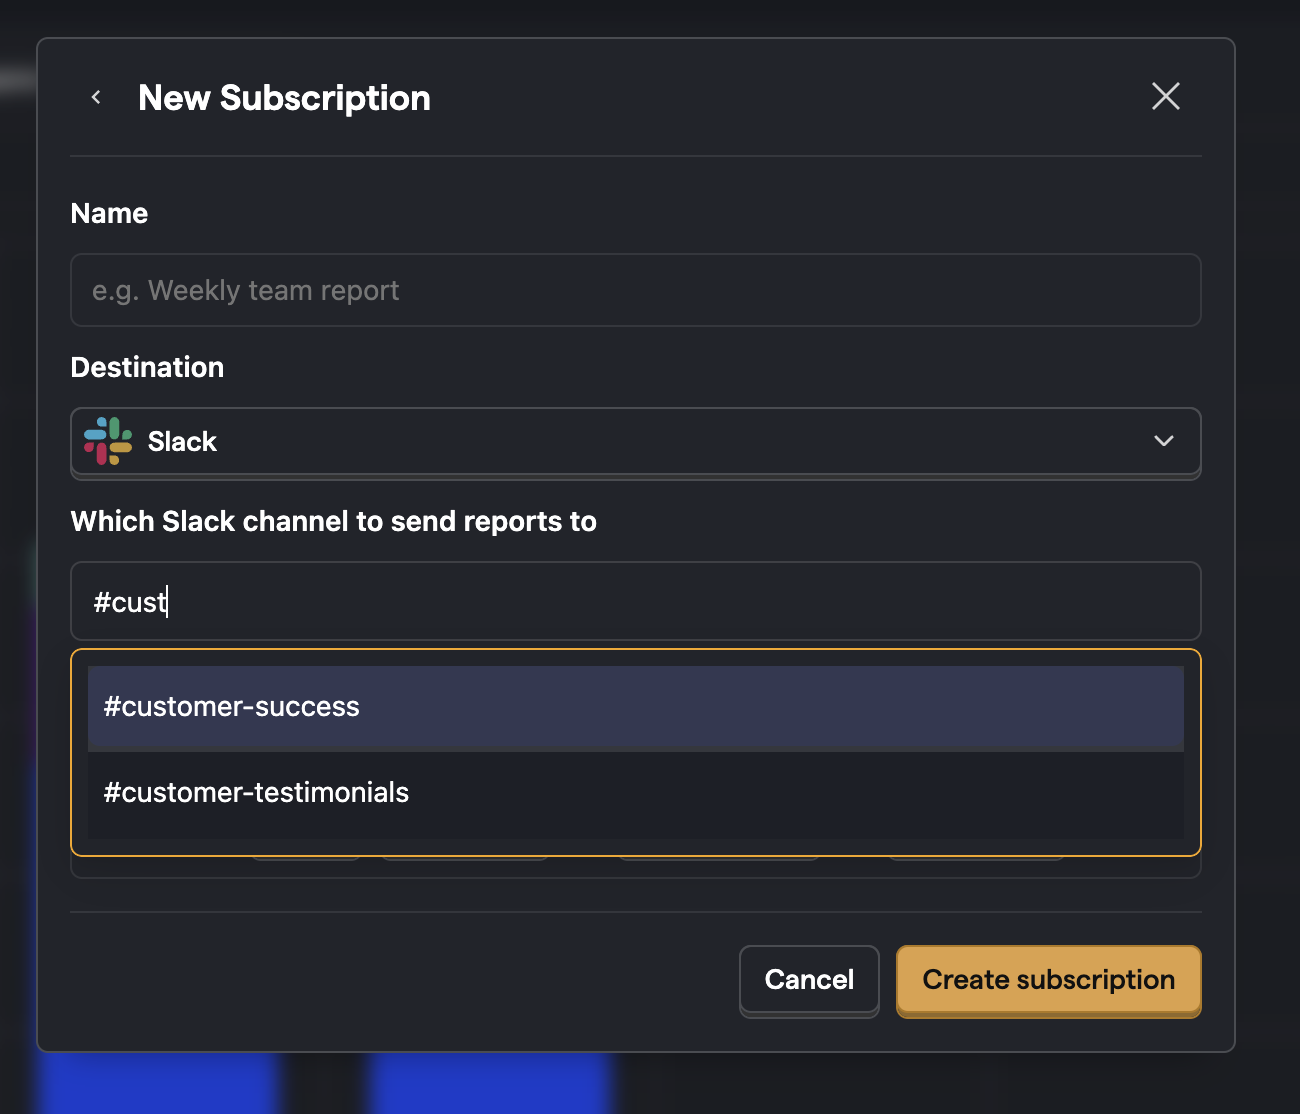 New Subscription
Name
e.g. Weekly team report
Destination
Slack
Which Slack channel to send reports to
#cust
#customer-success
#customer-testimonials
Cancel
Create subscription